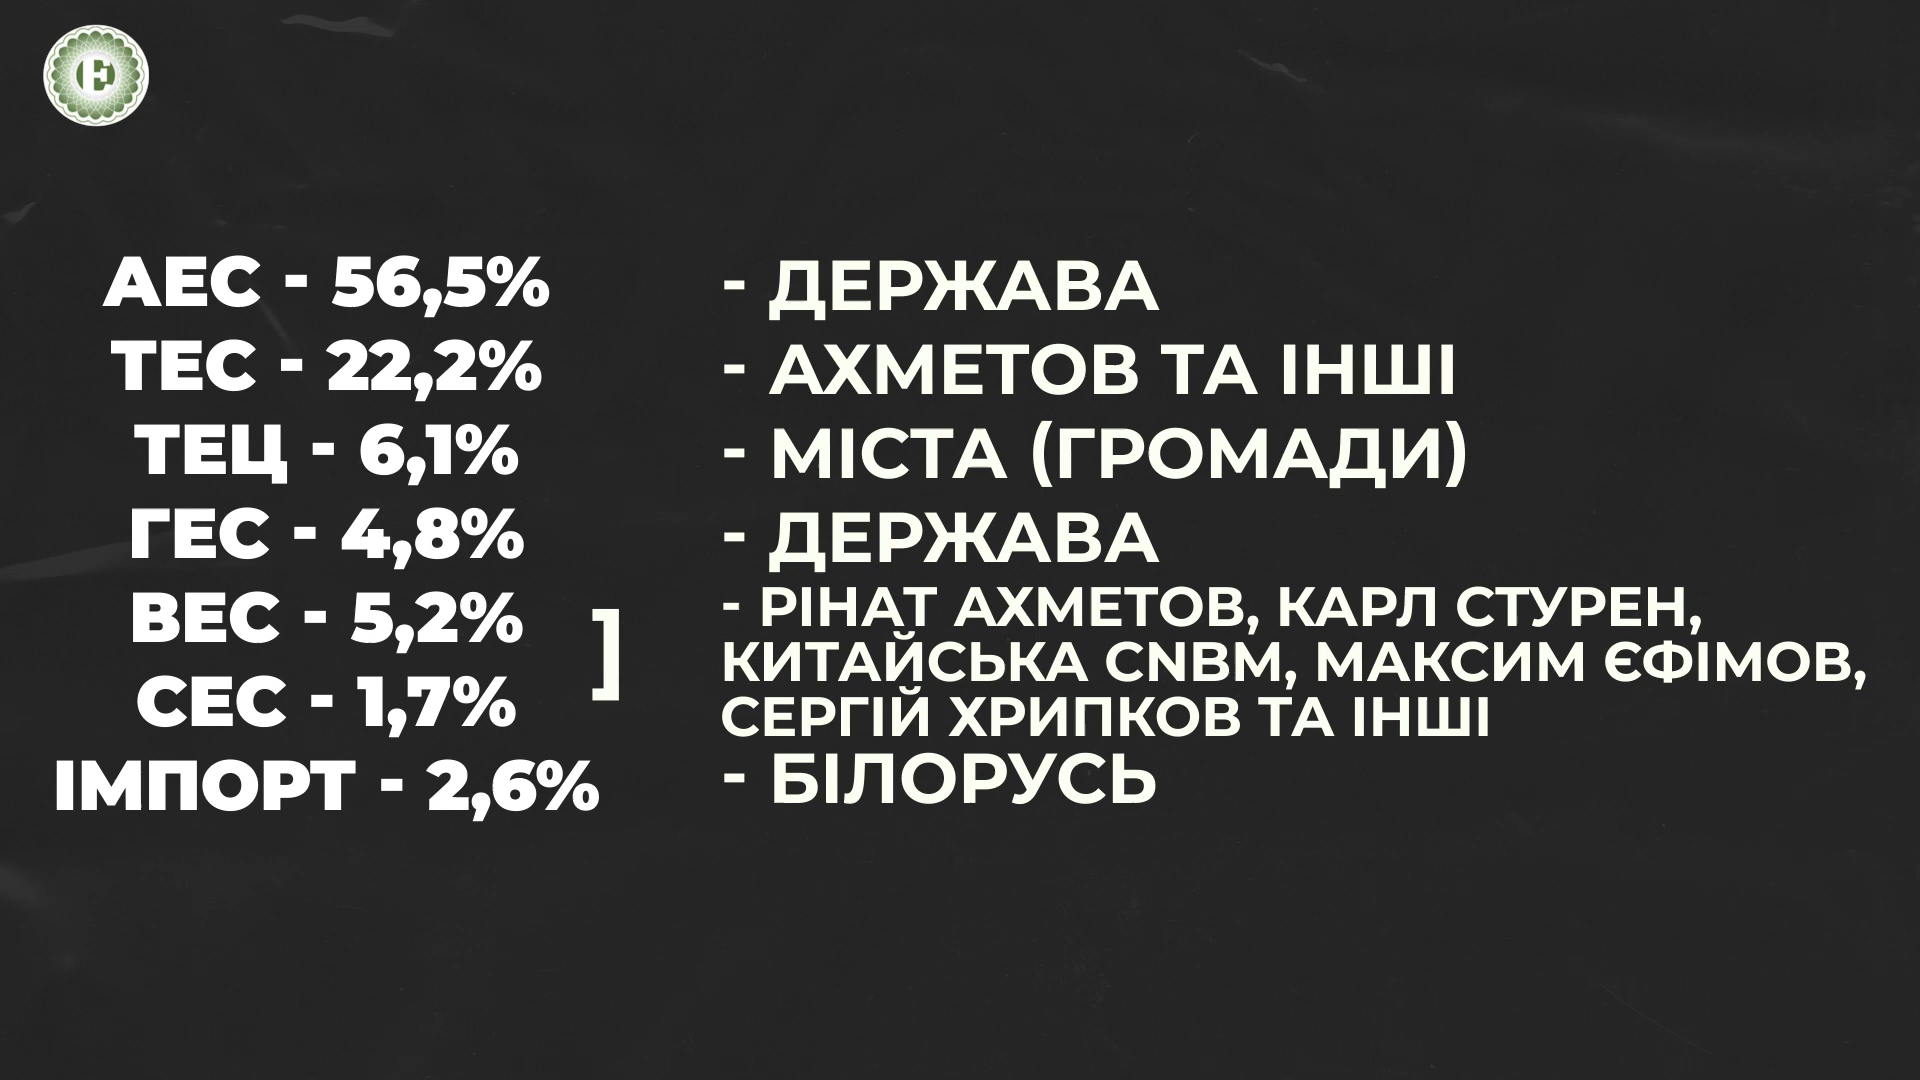 E
АЕС - 56,5%
ТЕС - 22,2%
ТЕЦ - 6,1%
ГЕС - 4,8%
ВЕС - 5,2%
СЕС - 1,7%
]
ІМПОРТ - 2,6%
- ДЕРЖАВА
- АХМЕТОВ ТА ІНШІ
- МІСТА (ГРОМАДИ)
- ДЕРЖАВА
- РІНАТ АХМЕТОВ, КАРЛ СТУРЕН,
КИТАЙСЬКА CNBM, МАКСИМ ЄФІМОВ,
СЕРГІЙ ХРИПКОВ ТА ІНШІ
- БІЛОРУСЬ